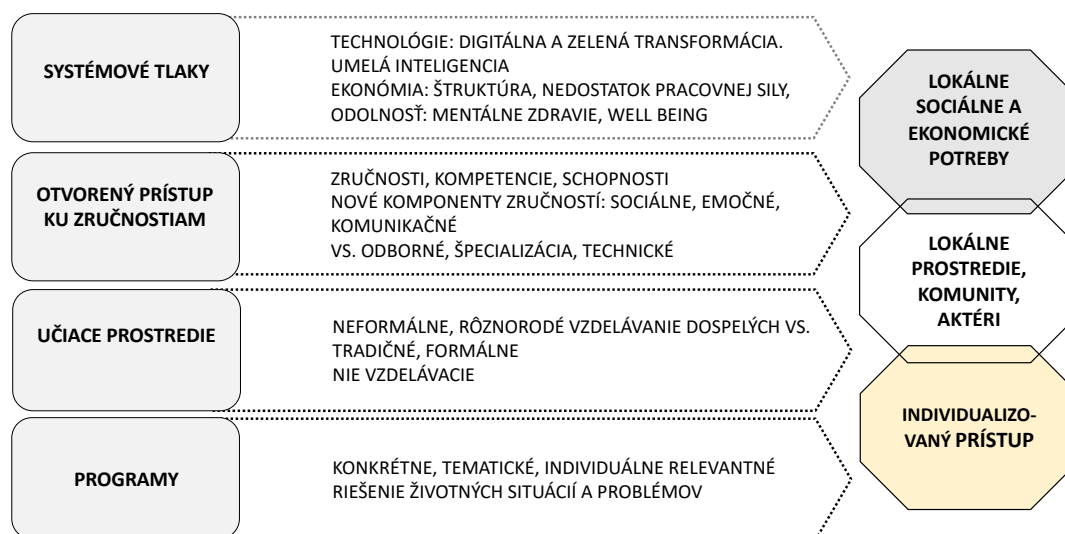 SYSTÉMOVÉ TLAKY
TECHNOLÓGIE: DIGITÁLNA A ZELENÁ TRANSFORMÁCIA.
UMELÁ INTELIGENCIA
EKONÓMIA: ŠTRUKTÚRA, NEDOSTATOK PRACOVNEJ SILY,
ODOLNOSŤ: MENTÁLNE ZDRAVIE, WELL BEING
OTVORENÝ PRÍSTUP
KU ZRUČNOSTIAM
ZRUČNOSTI, KOMPETENCIE, SCHOPNOSTI
NOVÉ KOMPONENTY ZRUČNOSTÍ: SOCIÁLNE, EMOČNÉ,
KOMUNIKAČNÉ
VS. ODBORNÉ, ŠPECIALIZÁCIA, TECHNICKÉ
UČIACE PROSTREDIE
NEFORMÁLNE, RÔZNORODÉ VZDELÁVANIE DOSPELÝCH VS.
TRADIČNÉ, FORMÁLNE
NIE VZDELÁVACIE
PROGRAMY
KONKRÉTNE, TEMATICKÉ, INDIVIDUÁLNE RELEVANTNÉ
RIEŠENIE ŽIVOTNÝCH SITUÁCIÍ A PROBLÉMOV
LOKÁLNE
SOCIÁLNE A
EKONOMICKÉ
POTREBY
LOKÁLNE
PROSTREDIE,
KOMUNITY,
AKTÉRI
INDIVIDUALIZO-
VANÝ PRÍSTUP